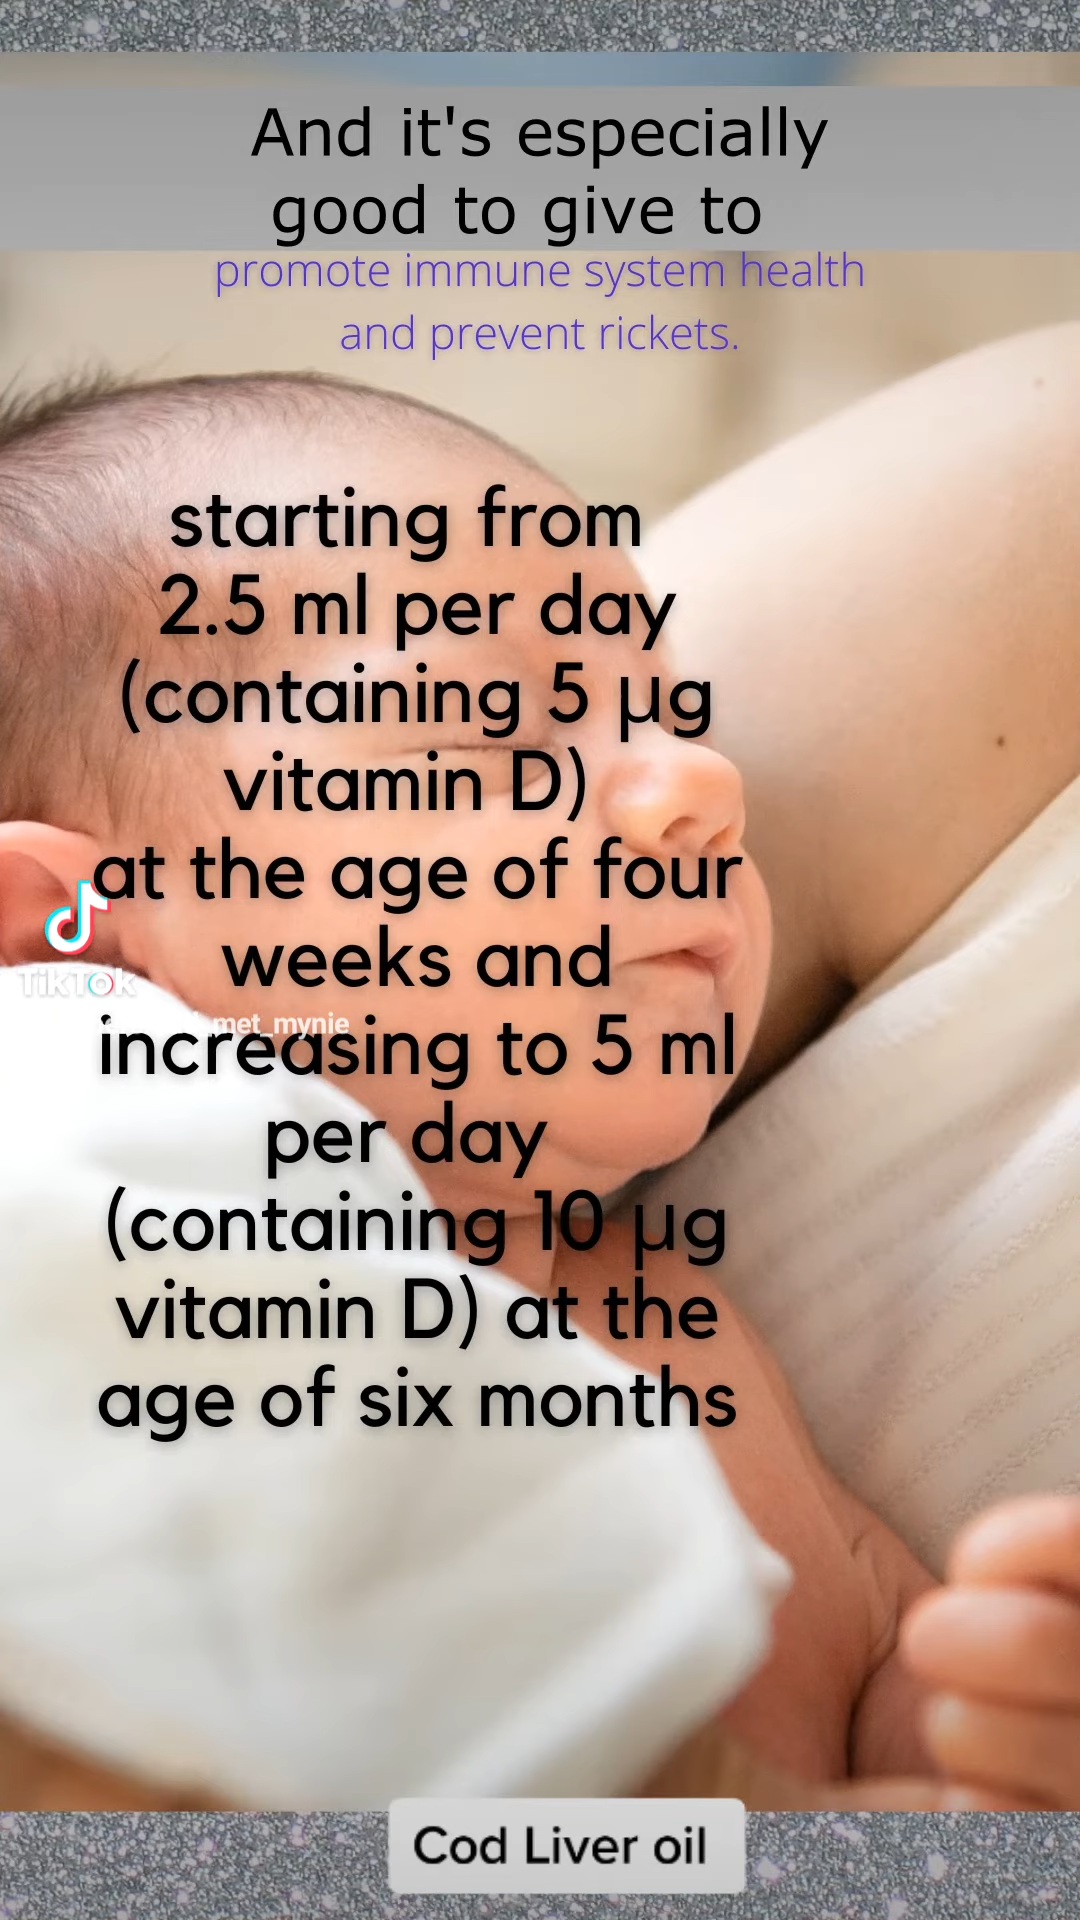 And it's especially
good to give to
promote immune system health
and prevent rickets.
starting from
2.5 ml per day
(containing 5 µg
vitamin D)
at the age of four
weeks and
TikTok
met_mynie
increasing to 5 ml
per day
(containing 10 µg
vitamin D) at the
age of six months
Cod Liver oil